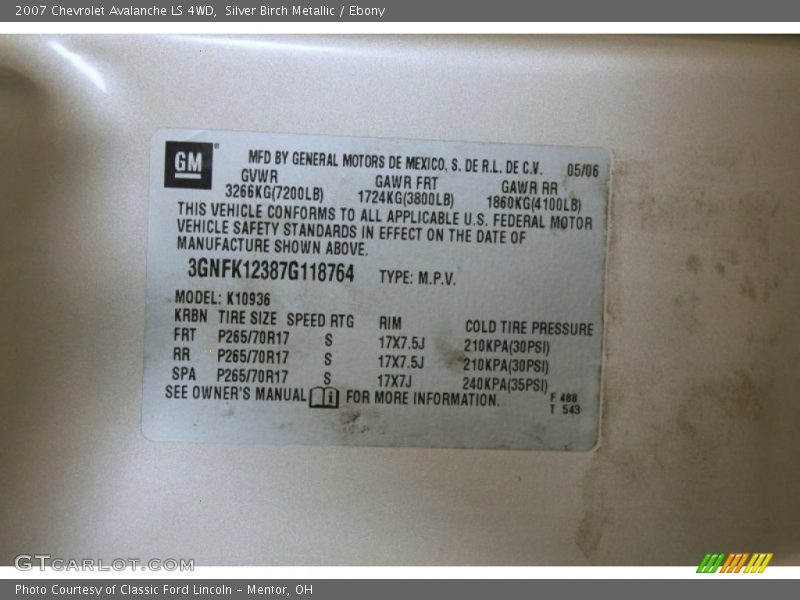 2007 Chevrolet Avalanche LS 4WD,  Silver Birch Metallic / Ebony
GM
MFD BY GENERAL MOTORS DE MEXICO, S. DE R.L. DE C.V. 05/06
GVWR GAWR FRT GAWR RR
3266KG(7200LB) 1724KG(3800LB) 1860KG(4100LB)
THIS VEHICLE CONFORMS TO ALL APPLICABLE U.S. FEDERAL MOTOR
VEHICLE SAFETY STANDARDS IN EFFECT ON THE DATE OF
MANUFACTURE SHOWN ABOVE.
3GNFK12387G118764 TYPE: M.P.V.
MODEL: K10936
KRBN TIRE SIZE SPEED RTG RIM COLD TIRE PRESSURE
FRT P265/70R17 S 17X7.5J 210KPA(30PSI)
RR P265/70R17 S 17X7.5J 210KPA(30PSI)
SPA P265/70R17 S 17X7J 240KPA(35PSI)
SEE OWNER'S MANUAL FOR MORE INFORMATION.
F 488
T 543
GTCARLOT.COM
Photo Courtesy of Classic Ford Lincoln - Mentor, OH